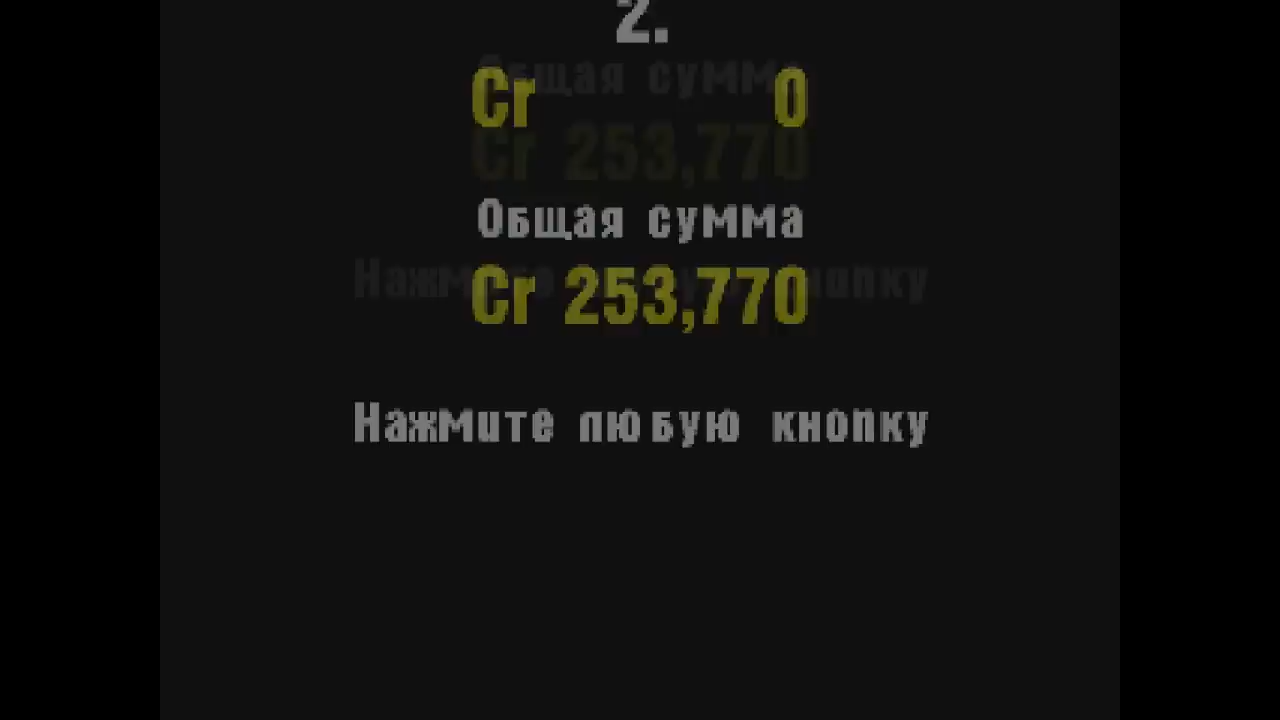 2.
Cr 0
Общая сумма
Cr 253,770
Нажмите любую кнопку